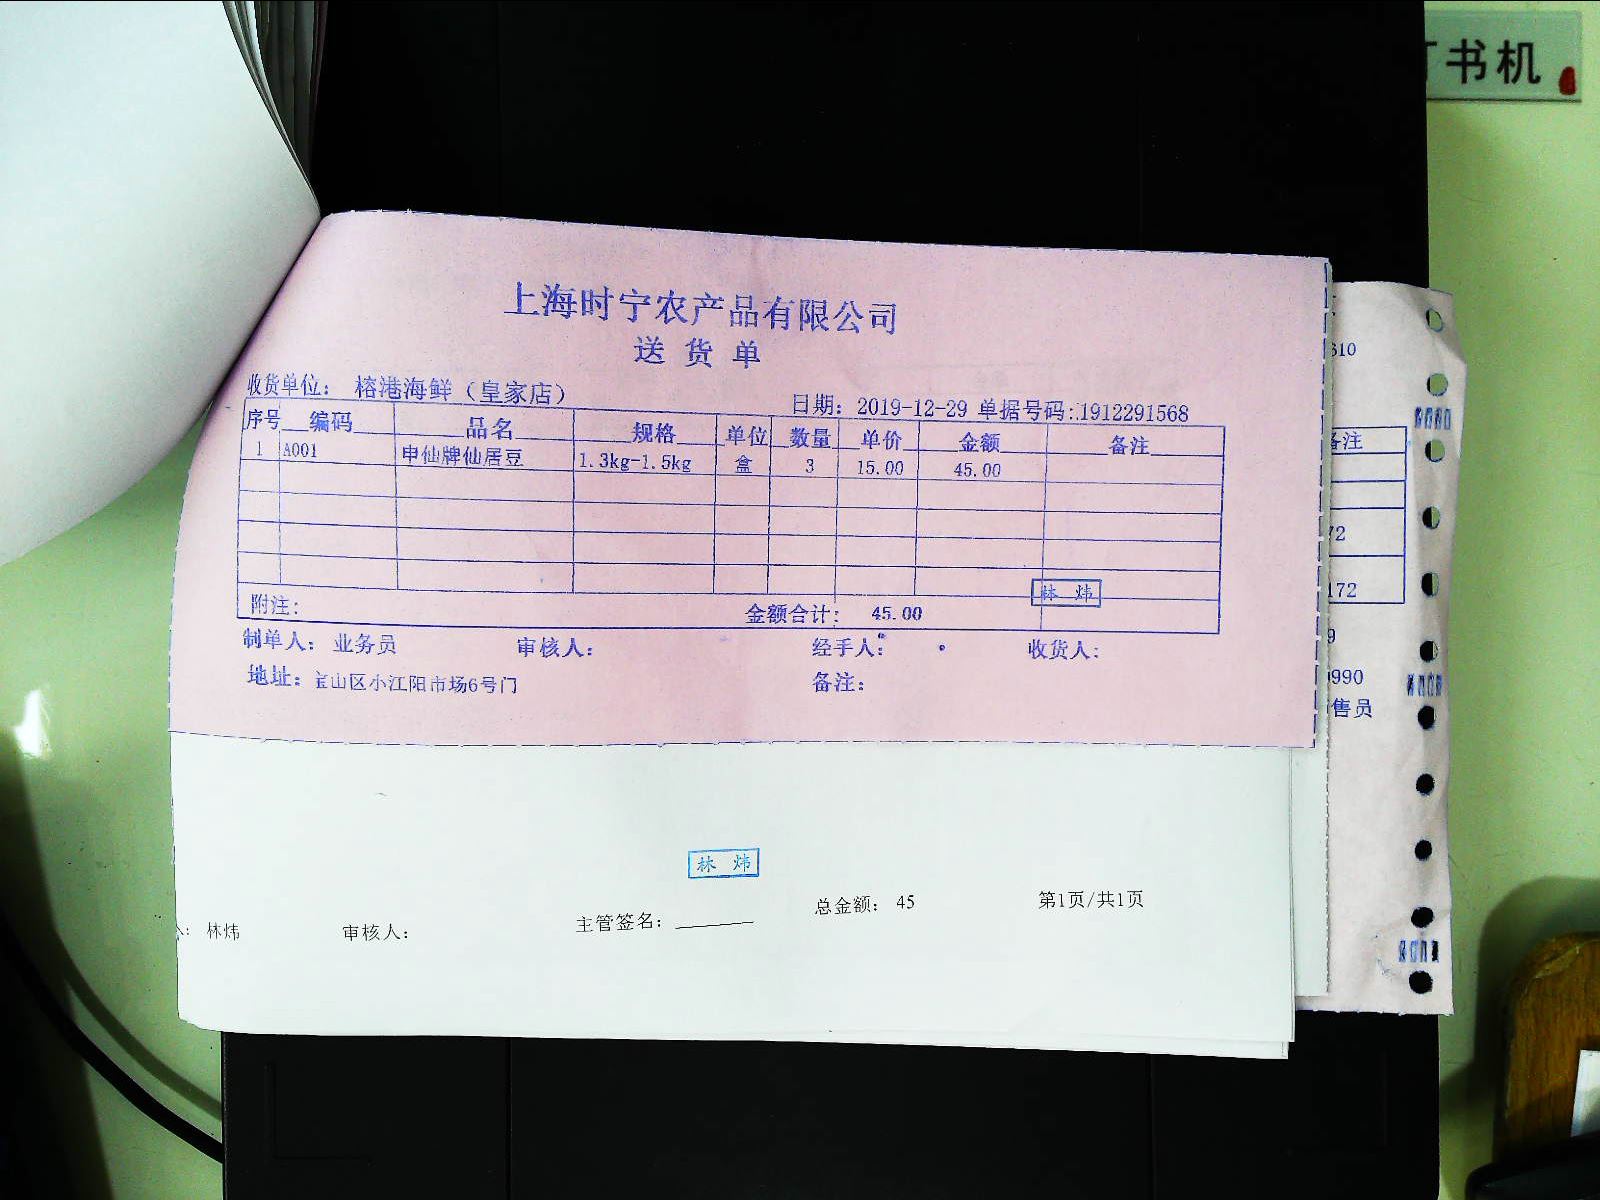 书机
上海时宁农产品有限公司
送货单
收货单位： 榕港海鲜（皇家店）
日期： 2019-12-29 单据号码:1912291568
序号 编码 品名 规格 单位 数量 单价 金额 备注
1 A001 申仙牌仙居豆 1.3kg-1.5kg 盒 3 15.00 45.00
林 炜
附注： 金额合计： 45.00
制单人： 业务员 审核人： 经手人： 收货人：
地址： 宝山区小江阳市场6号门 备注：
林 炜
林炜 审核人： 主管签名： 总金额： 45 第1页/共1页
310
备注
72
172
9
990
售员